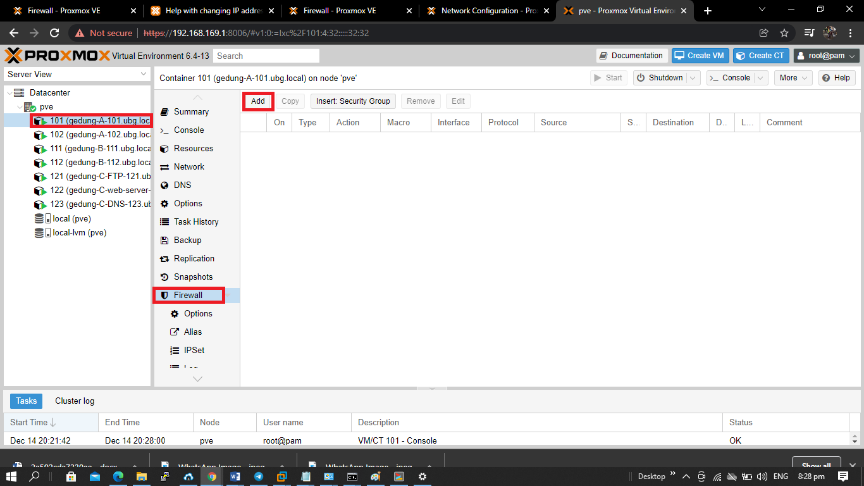 Firewall - Proxmox VE
Help with changing IP addre
Firewall - Proxmox VE
Network Configuration - Pro
pve - Proxmox Virtual Environ
Not secure | https://192.168.169.1:8006/#v1:0:=lxc%2F101:4:32:::::32:32
PROXMOX Virtual Environment 6.4-13 Search Documentation Create VM Create CT root@pam
Server View
Container 101 (gedung-A-101.ubg.local) on node 'pve' Start Shutdown Console More Help
Datacenter
pve
101 (gedung-A-101.ubg.loc
102 (gedung-A-102.ubg.loca
111 (gedung-B-111.ubg.loca
112 (gedung-B-112.ubg.loca
121 (gedung-C-FTP-121.ub
122 (gedung-C-web-server-
123 (gedung-C-DNS-123.ub
local (pve)
local-lvm (pve)
Summary
Console
Resources
Network
DNS
Options
Task History
Backup
Replication
Snapshots
Firewall
Options
Alias
IPSet
Add Copy Insert: Security Group Remove Edit
On Type Action Macro Interface Protocol Source S.. Destination D.. L... Comment
Tasks Cluster log
Start Time End Time Node User name Description Status
Dec 14 20:21:42 Dec 14 20:28:00 pve root@pam VM/CT 101 - Console OK
Show all
Desktop ENG 8:28 pm